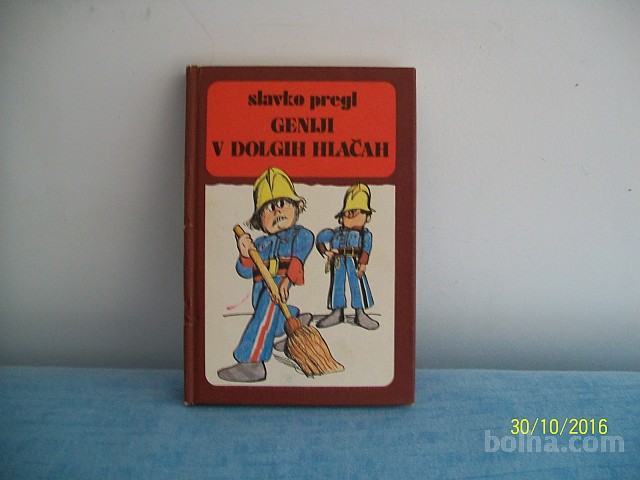 slavko pregl
GENIJI
V DOLGIH HLAČAH
30/10/2016
bolha.com